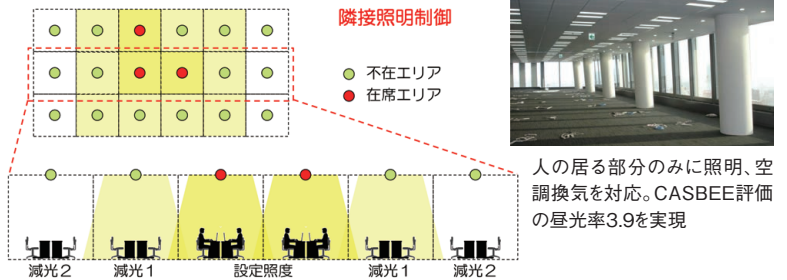 隣接照明制御
不在エリア
在席エリア
減光2 減光1 設定照度 減光1 減光2
人の居る部分のみに照明、空
調換気を対応。CASBEE評価
の昼光率3.9を実現